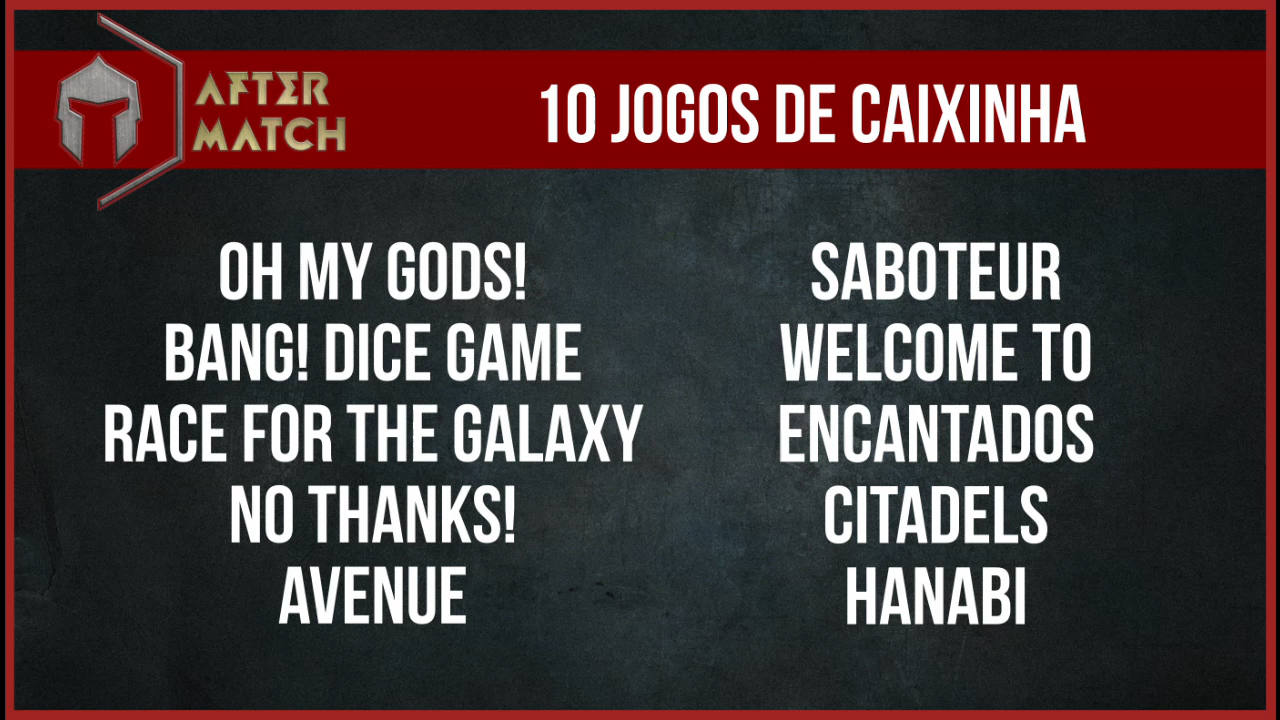 AFTER
MATCH
10 JOGOS DE CAIXINHA
OH MY GODS!
BANG! DICE GAME
RACE FOR THE GALAXY
NO THANKS!
AVENUE
SABOTEUR
WELCOME TO
ENCANTADOS
CITADELS
HANABI